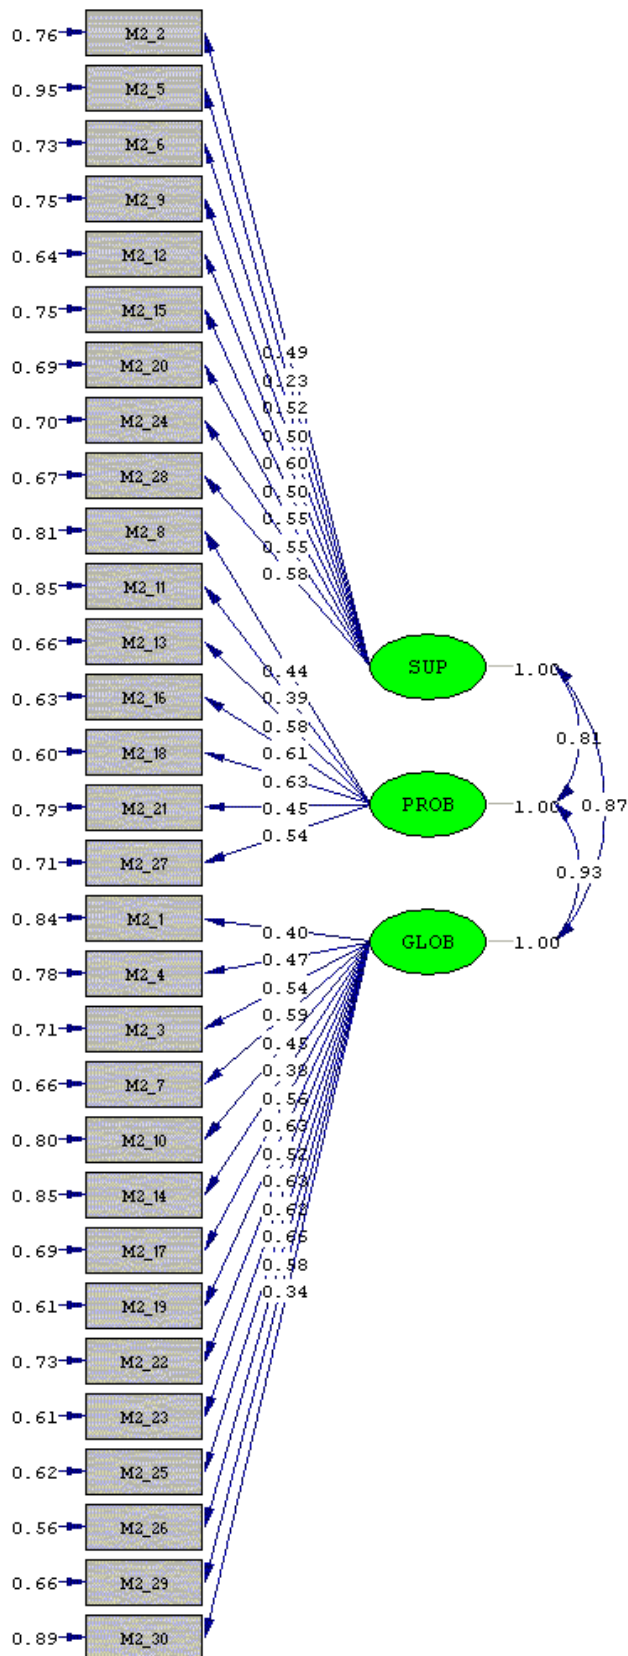 0.76 M2_2
0.95 M2_5
0.73 M2_6
0.75 M2_9
0.64 M2_12
0.75 M2_15
0.69 M2_20
0.70 M2_24
0.67 M2_28
0.81 M2_8
0.85 M2_11
0.66 M2_13
0.63 M2_16
0.60 M2_18
0.79 M2_21
0.71 M2_27
0.84 M2_1
0.78 M2_4
0.71 M2_3
0.66 M2_7
0.80 M2_10
0.85 M2_14
0.69 M2_17
0.61 M2_19
0.73 M2_22
0.61 M2_23
0.62 M2_25
0.56 M2_26
0.66 M2_29
0.89 M2_30
0.49
0.23
0.52
0.50
0.60
0.50
0.55
0.55
0.58
0.44
0.39
0.58
0.61
0.63
0.45
0.54
0.40
0.47
0.54
0.59
0.45
0.38
0.56
0.63
0.52
0.63
0.62
0.66
0.58
0.34
SUP 1.00
PROB 1.00
GLOB 1.00
0.81
0.87
0.93